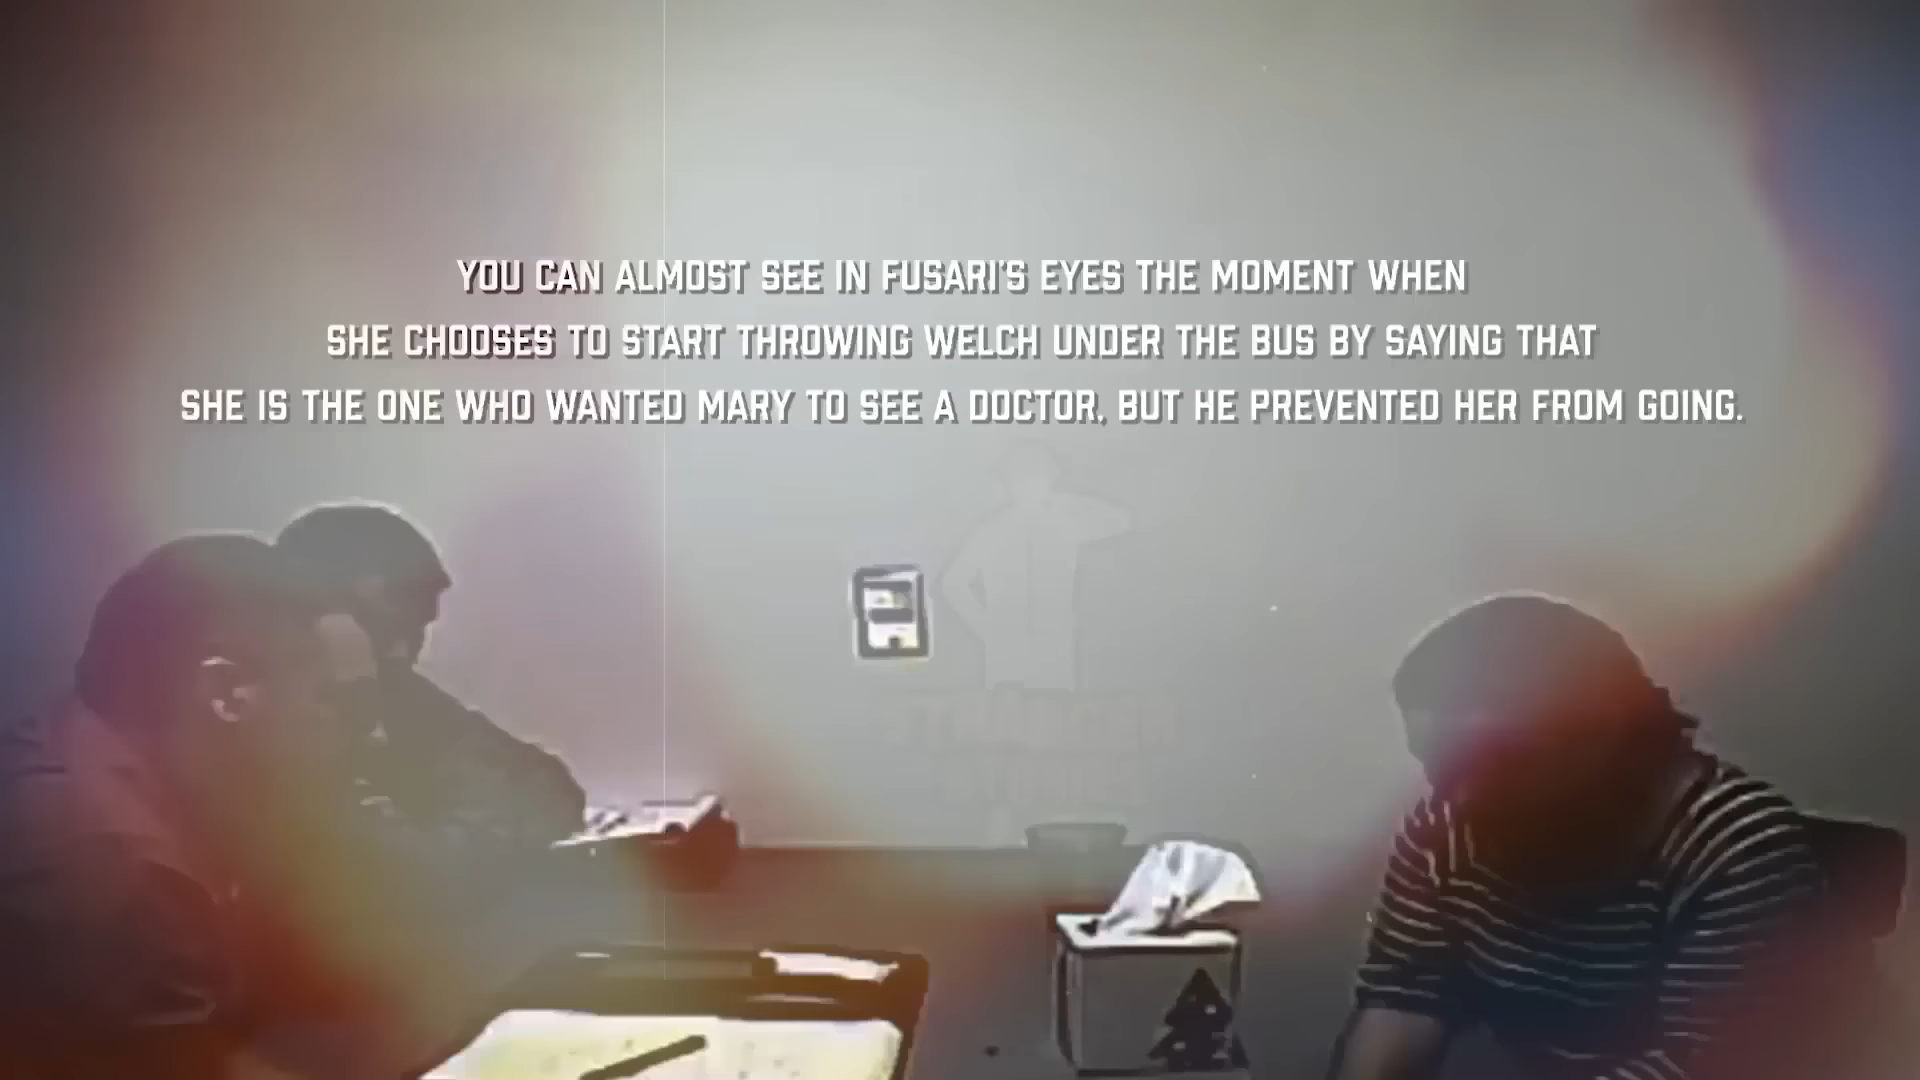 YOU CAN ALMOST SEE IN FUSARI'S EYES THE MOMENT WHEN
SHE CHOOSES TO START THROWING WELCH UNDER THE BUS BY SAYING THAT
SHE IS THE ONE WHO WANTED MARY TO SEE A DOCTOR, BUT HE PREVENTED HER FROM GOING.